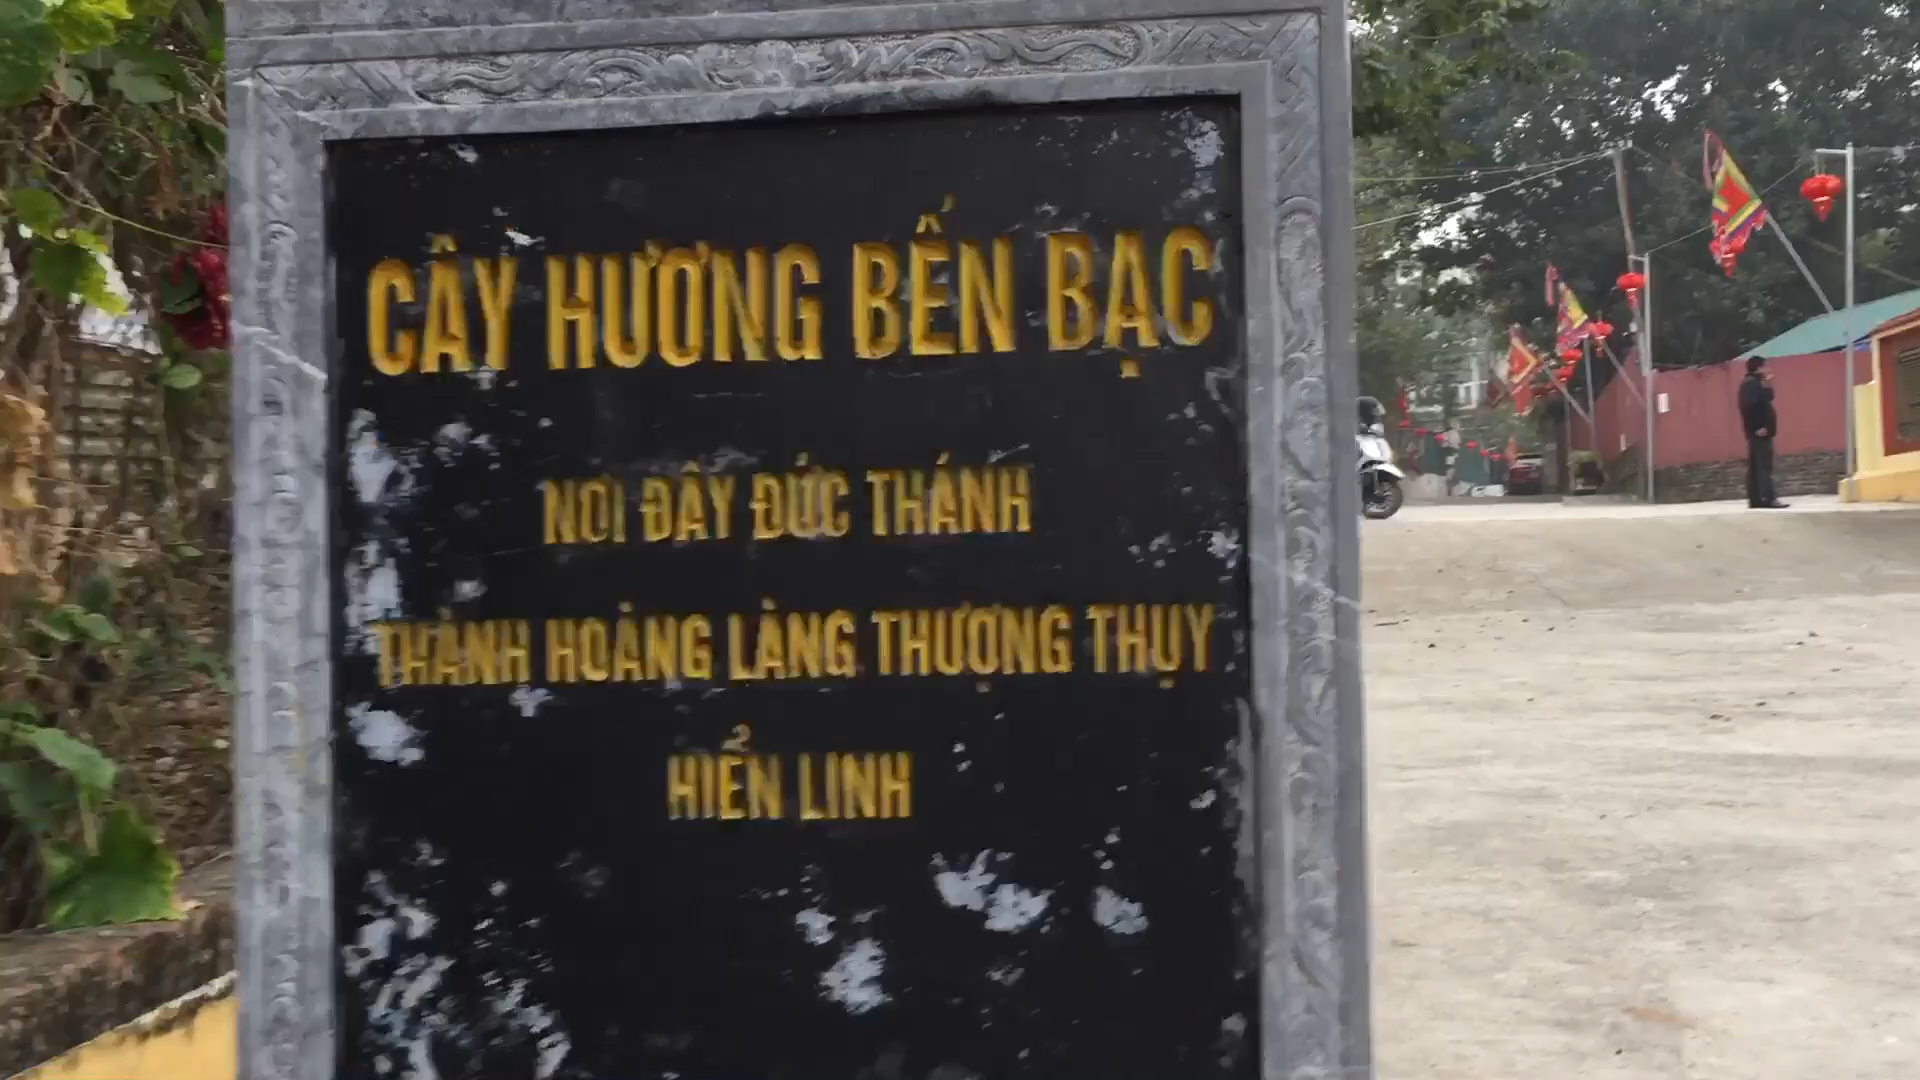 CÂY HƯƠNG BẾN BẠC
NƠI ĐÂY ĐỨC THÁNH
THÀNH HOÀNG LÀNG THƯỢNG THỤY
HIỂN LINH